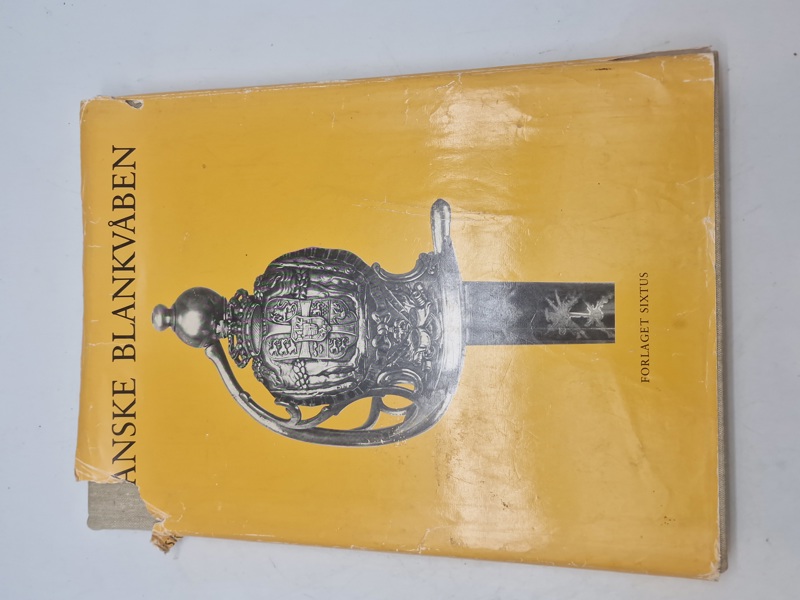 ANSKE BLANKVÅBEN
FORLAGET SIXTUS